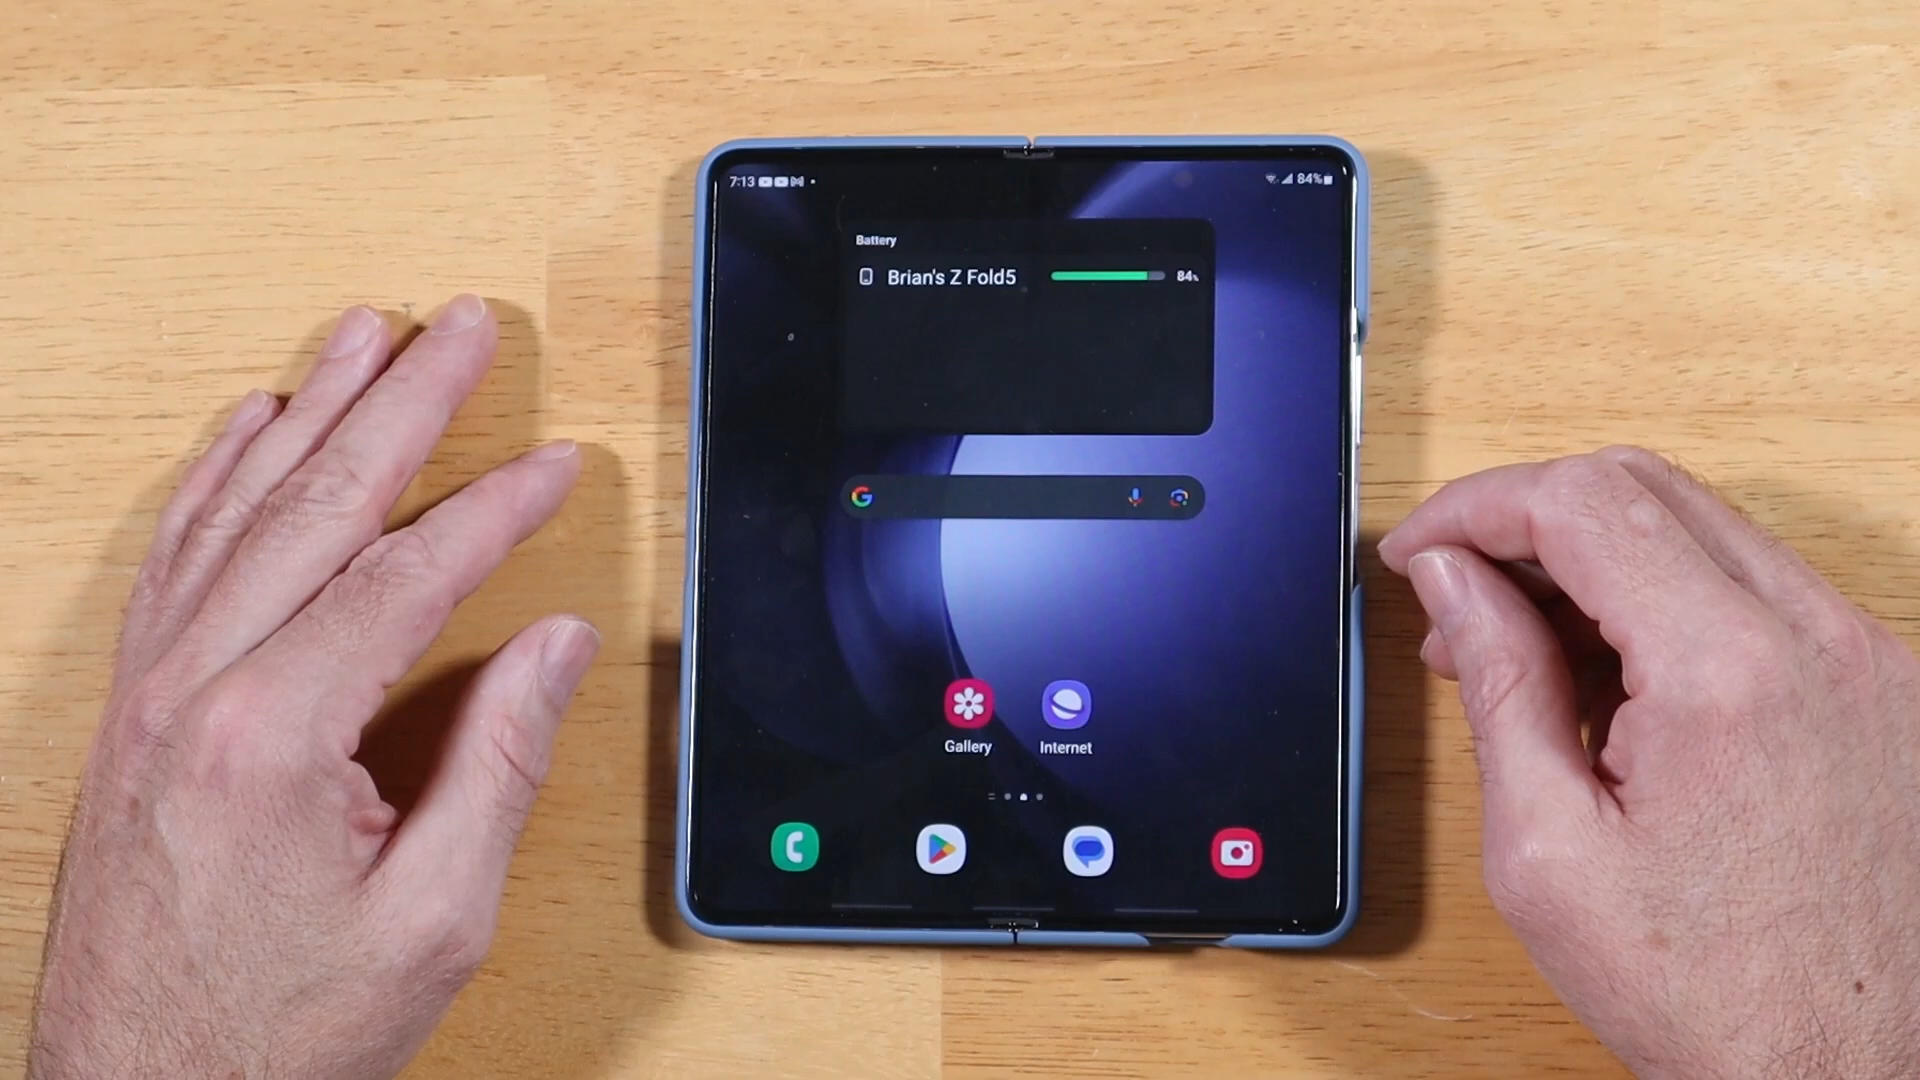 7:13
84%
Battery
Brian's Z Fold5
84%
Gallery
Internet